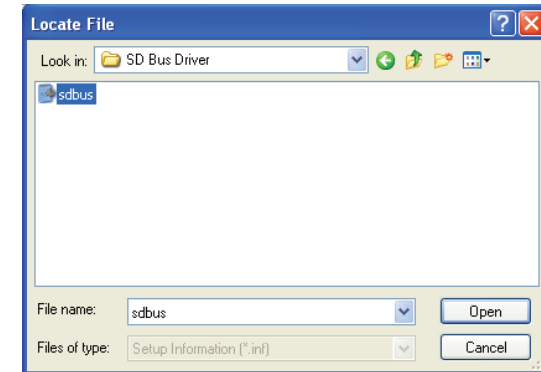 Locate File
Look in: SD Bus Driver
sdbus
File name: sdbus Open
Files of type: Setup Information (*.inf) Cancel